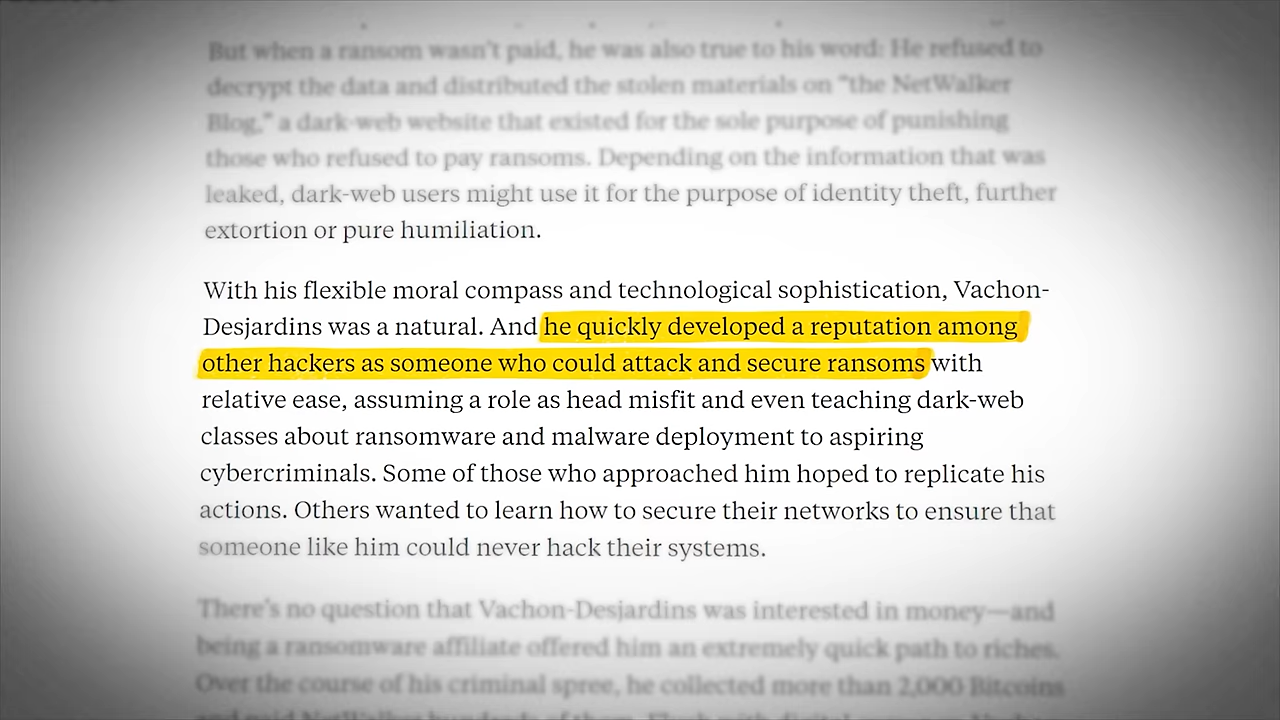 But when a ransom wasn't paid, he was also true to his word: He refused to
decrypt the data and distributed the stolen materials on “the NetWalker
Blog,” a dark-web website that existed for the sole purpose of punishing
those who refused to pay ransoms. Depending on the information that was
leaked, dark-web users might use it for the purpose of identity theft, further
extortion or pure humiliation.
With his flexible moral compass and technological sophistication, Vachon-
Desjardins was a natural. And he quickly developed a reputation among
other hackers as someone who could attack and secure ransoms with
relative ease, assuming a role as head misfit and even teaching dark-web
classes about ransomware and malware deployment to aspiring
cybercriminals. Some of those who approached him hoped to replicate his
actions. Others wanted to learn how to secure their networks to ensure that
someone like him could never hack their systems.
There's no question that Vachon-Desjardins was interested in money—and
being a ransomware affiliate offered him an extremely quick path to riches.
Over the course of his criminal spree, he collected more than 2,000 Bitcoins